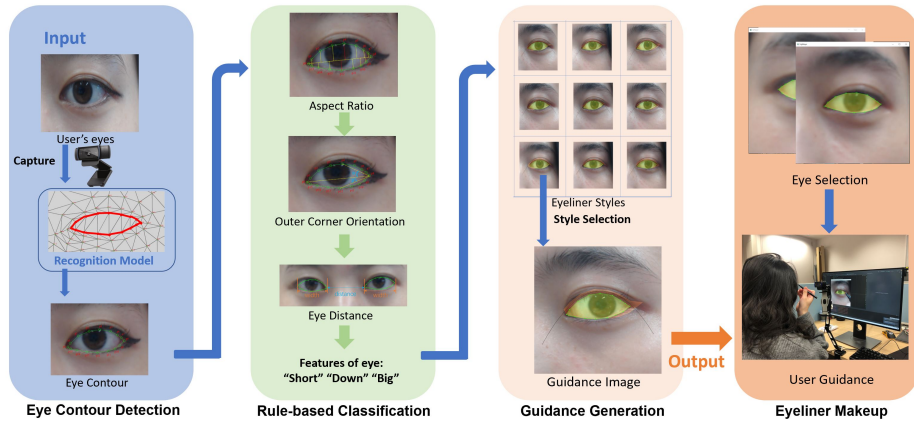 Input
User's eyes
Capture
Recognition Model
Eye Contour
Eye Contour Detection
Aspect Ratio
Outer Corner Orientation
Eye Distance
Features of eye:
“Short” “Down” “Big”
Rule-based Classification
Eyeliner Styles
Style Selection
Guidance Image
Guidance Generation
Output
Eye Selection
User Guidance
Eyeliner Makeup